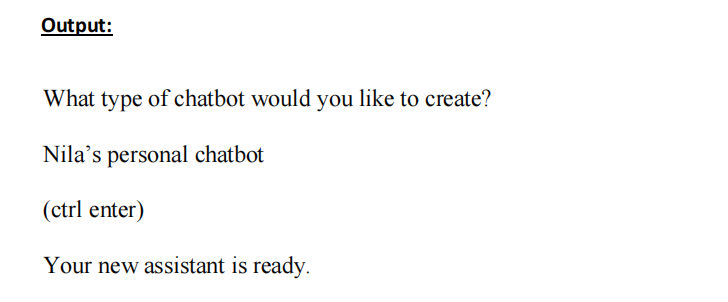 Output:
What type of chatbot would you like to create?
Nila’s personal chatbot
(ctrl enter)
Your new assistant is ready.